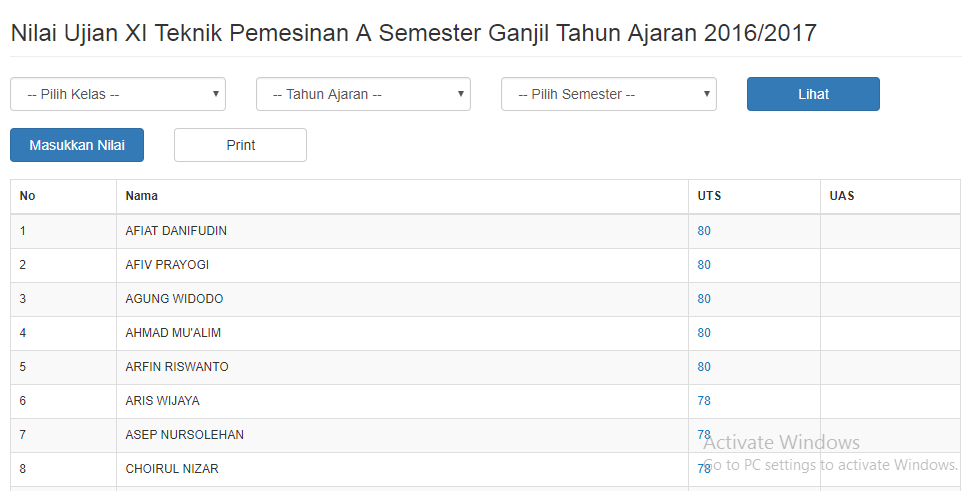 Nilai Ujian XI Teknik Pemesinan A Semester Ganjil Tahun Ajaran 2016/2017
-- Pilih Kelas -- -- Tahun Ajaran -- -- Pilih Semester -- Lihat
Masukkan Nilai Print
No Nama UTS UAS
1 AFIAT DANIFUDIN 80
2 AFIV PRAYOGI 80
3 AGUNG WIDODO 80
4 AHMAD MU'ALIM 80
5 ARFIN RISWANTO 80
6 ARIS WIJAYA 78
7 ASEP NURSOLEHAN 78
Activate Windows
8 CHOIRUL NIZAR 78
Go to PC settings to activate Windows.